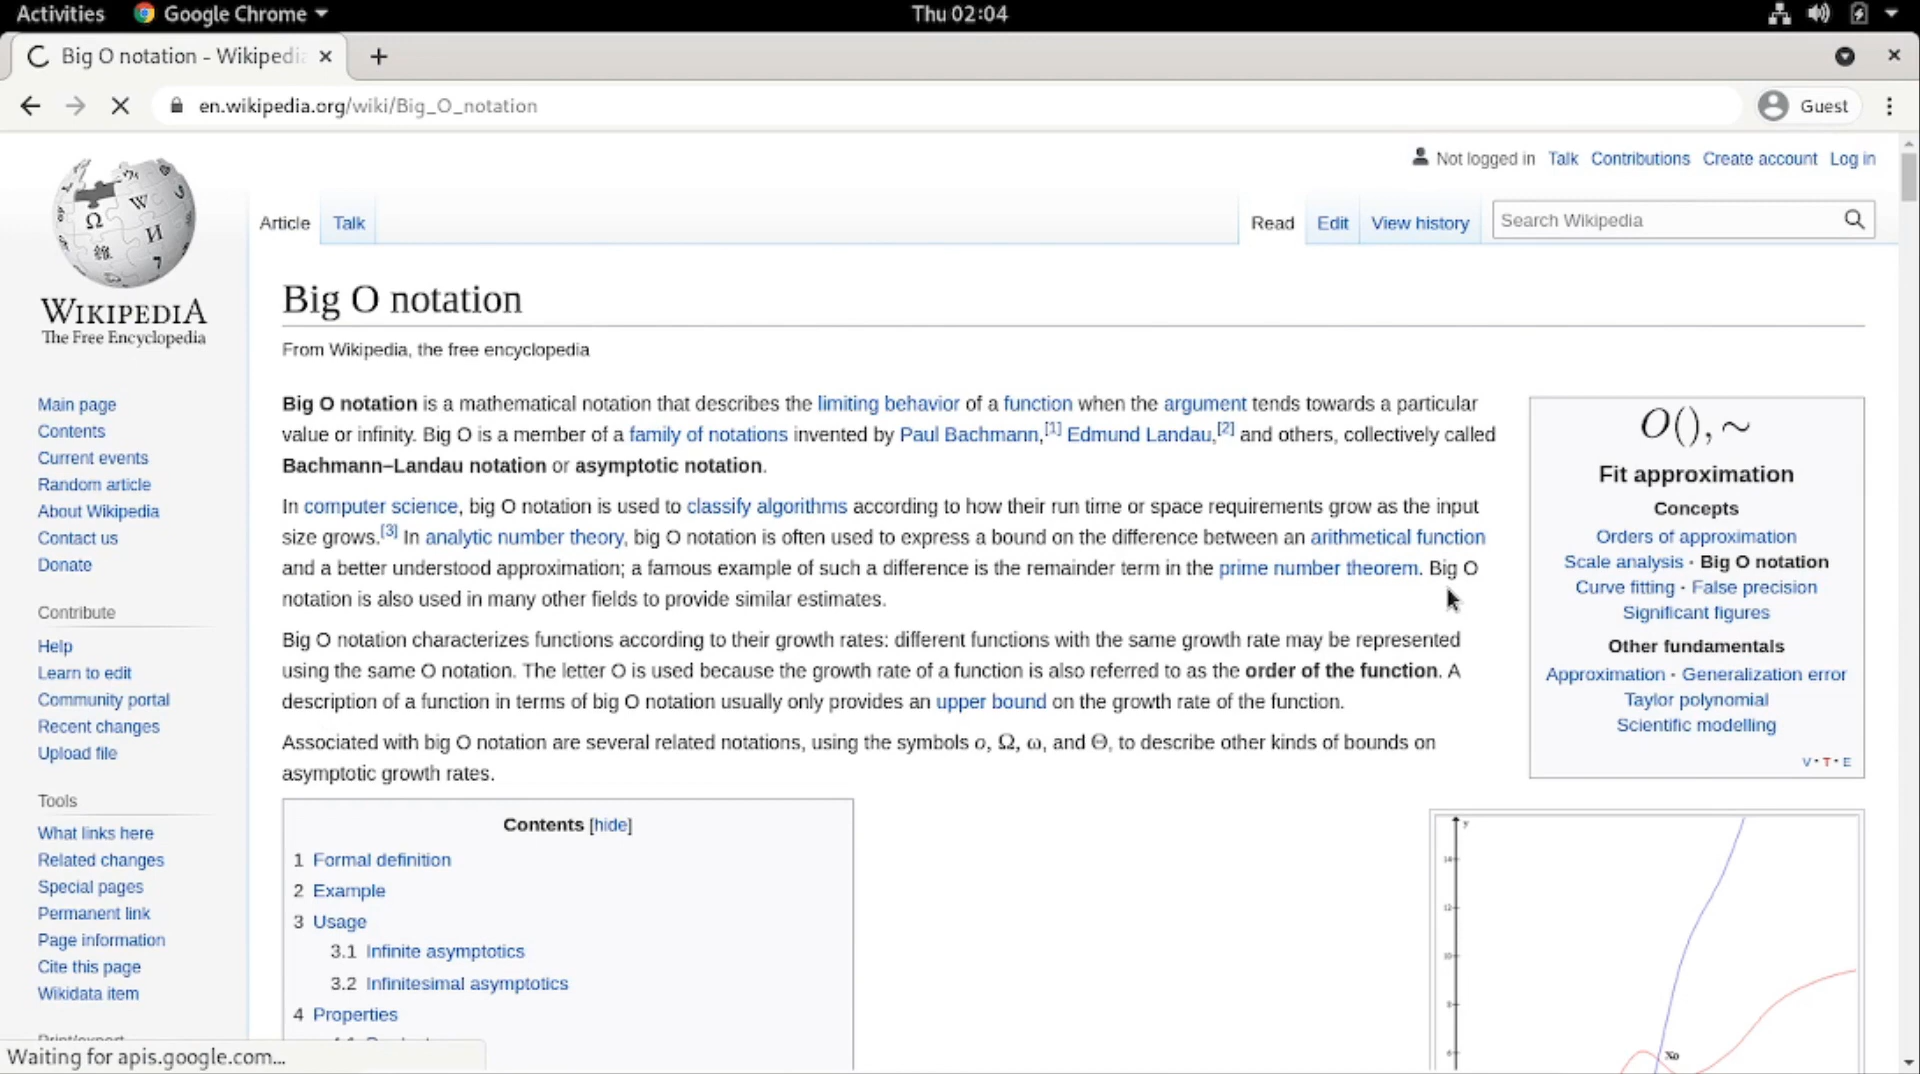 Activities Google Chrome Thu 02:04
Big O notation - Wikipedi
en.wikipedia.org/wiki/Big_O_notation Guest
Not logged in Talk Contributions Create account Log in
Article Talk Read Edit View history Search Wikipedia
WIKIPEDIA
The Free Encyclopedia
Main page
Contents
Current events
Random article
About Wikipedia
Contact us
Donate
Contribute
Help
Learn to edit
Community portal
Recent changes
Upload file
Tools
What links here
Related changes
Special pages
Permanent link
Page information
Cite this page
Wikidata item
Print/export
Big O notation
From Wikipedia, the free encyclopedia
Big O notation is a mathematical notation that describes the limiting behavior of a function when the argument tends towards a particular
value or infinity. Big O is a member of a family of notations invented by Paul Bachmann,[1] Edmund Landau,[2] and others, collectively called
Bachmann–Landau notation or asymptotic notation.
In computer science, big O notation is used to classify algorithms according to how their run time or space requirements grow as the input
size grows.[3] In analytic number theory, big O notation is often used to express a bound on the difference between an arithmetical function
and a better understood approximation; a famous example of such a difference is the remainder term in the prime number theorem. Big O
notation is also used in many other fields to provide similar estimates.
Big O notation characterizes functions according to their growth rates: different functions with the same growth rate may be represented
using the same O notation. The letter O is used because the growth rate of a function is also referred to as the order of the function. A
description of a function in terms of big O notation usually only provides an upper bound on the growth rate of the function.
Associated with big O notation are several related notations, using the symbols o, Ω, ω, and Θ, to describe other kinds of bounds on
asymptotic growth rates.
Contents [hide]
1 Formal definition
2 Example
3 Usage
3.1 Infinite asymptotics
3.2 Infinitesimal asymptotics
4 Properties
O(), ~
Fit approximation
Concepts
Orders of approximation
Scale analysis · Big O notation
Curve fitting · False precision
Significant figures
Other fundamentals
Approximation · Generalization error
Taylor polynomial
Scientific modelling
V · T · E
y
14
12
10
8
6
x₀
Waiting for apis.google.com...